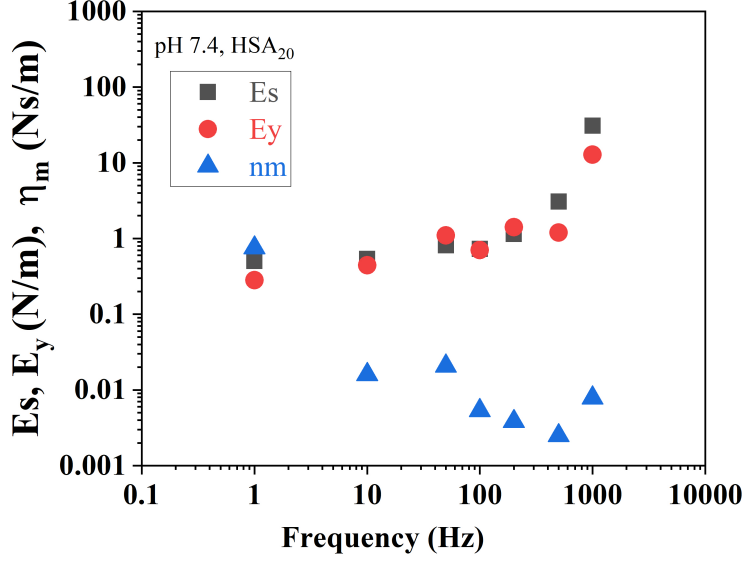 1000
pH 7.4, HSA20
100
Es
Ey
nm
10
1
0.1
0.01
0.001
Es, Ey (N/m), ηm (Ns/m)
0.1 1 10 100 1000 10000
Frequency (Hz)